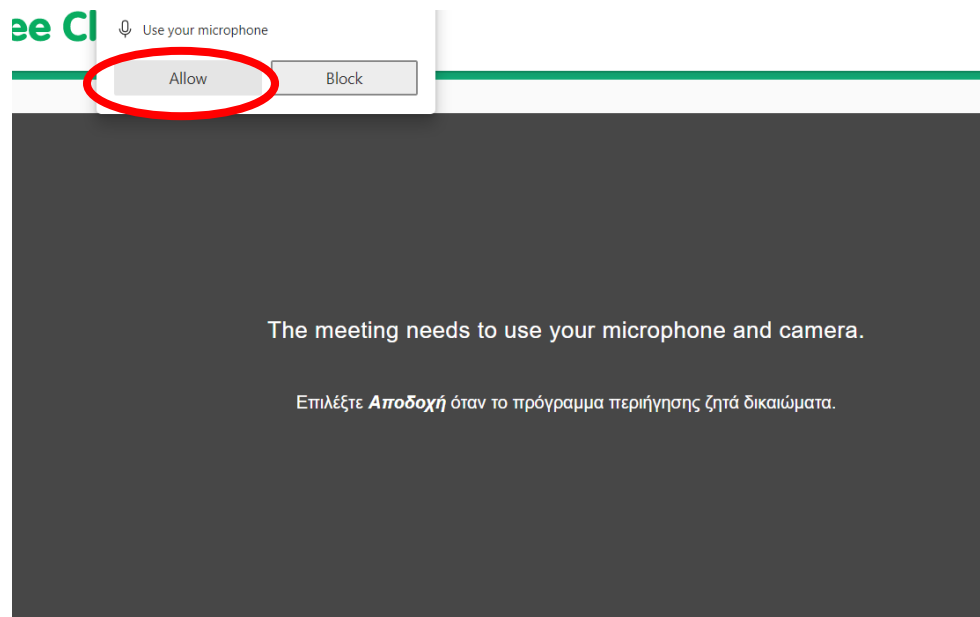 ee Cl
Use your microphone
Allow Block
The meeting needs to use your microphone and camera.
Επιλέξτε Αποδοχή όταν το πρόγραμμα περιήγησης ζητά δικαιώματα.